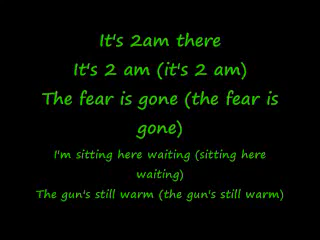 It's 2am there
It's 2 am (it's 2 am)
The fear is gone (the fear is
gone)
I'm sitting here waiting (sitting here
waiting)
The gun's still warm (the gun's still warm)